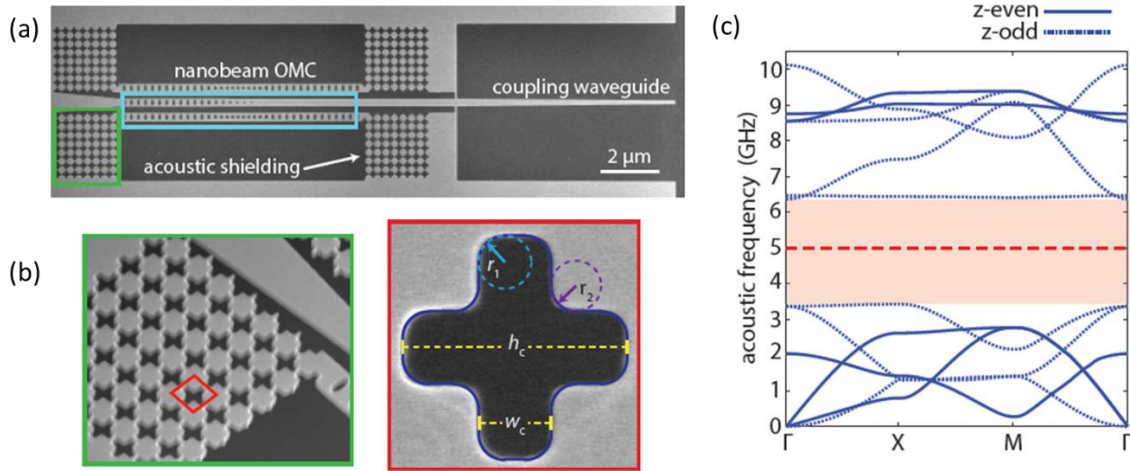 (a)
nanobeam OMC
coupling waveguide
acoustic shielding
2 μm
(b)
r1
r2
hc
wc
(c)
z-even
z-odd
acoustic frequency (GHz)
10
9
8
7
6
5
4
3
2
1
0
Γ X M Γ